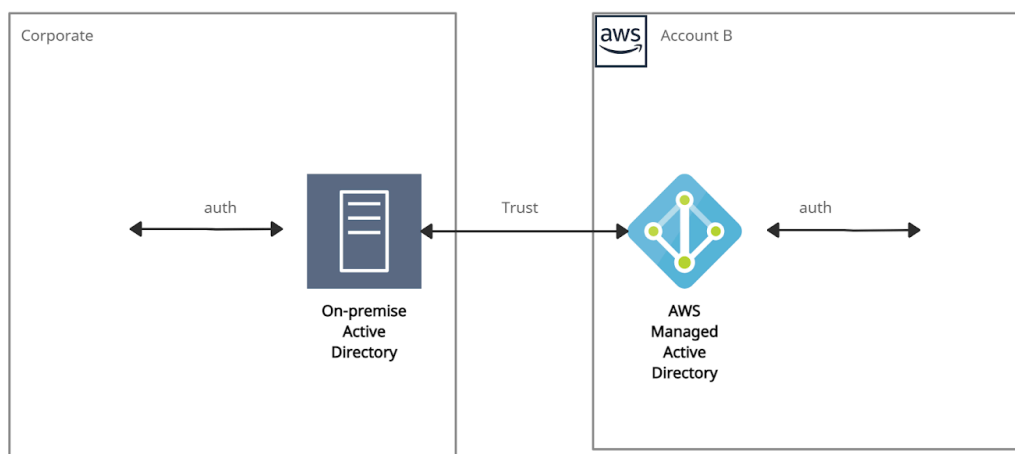 Corporate
aws
Account B
auth
Trust
auth
On-premise
Active
Directory
AWS
Managed
Active
Directory